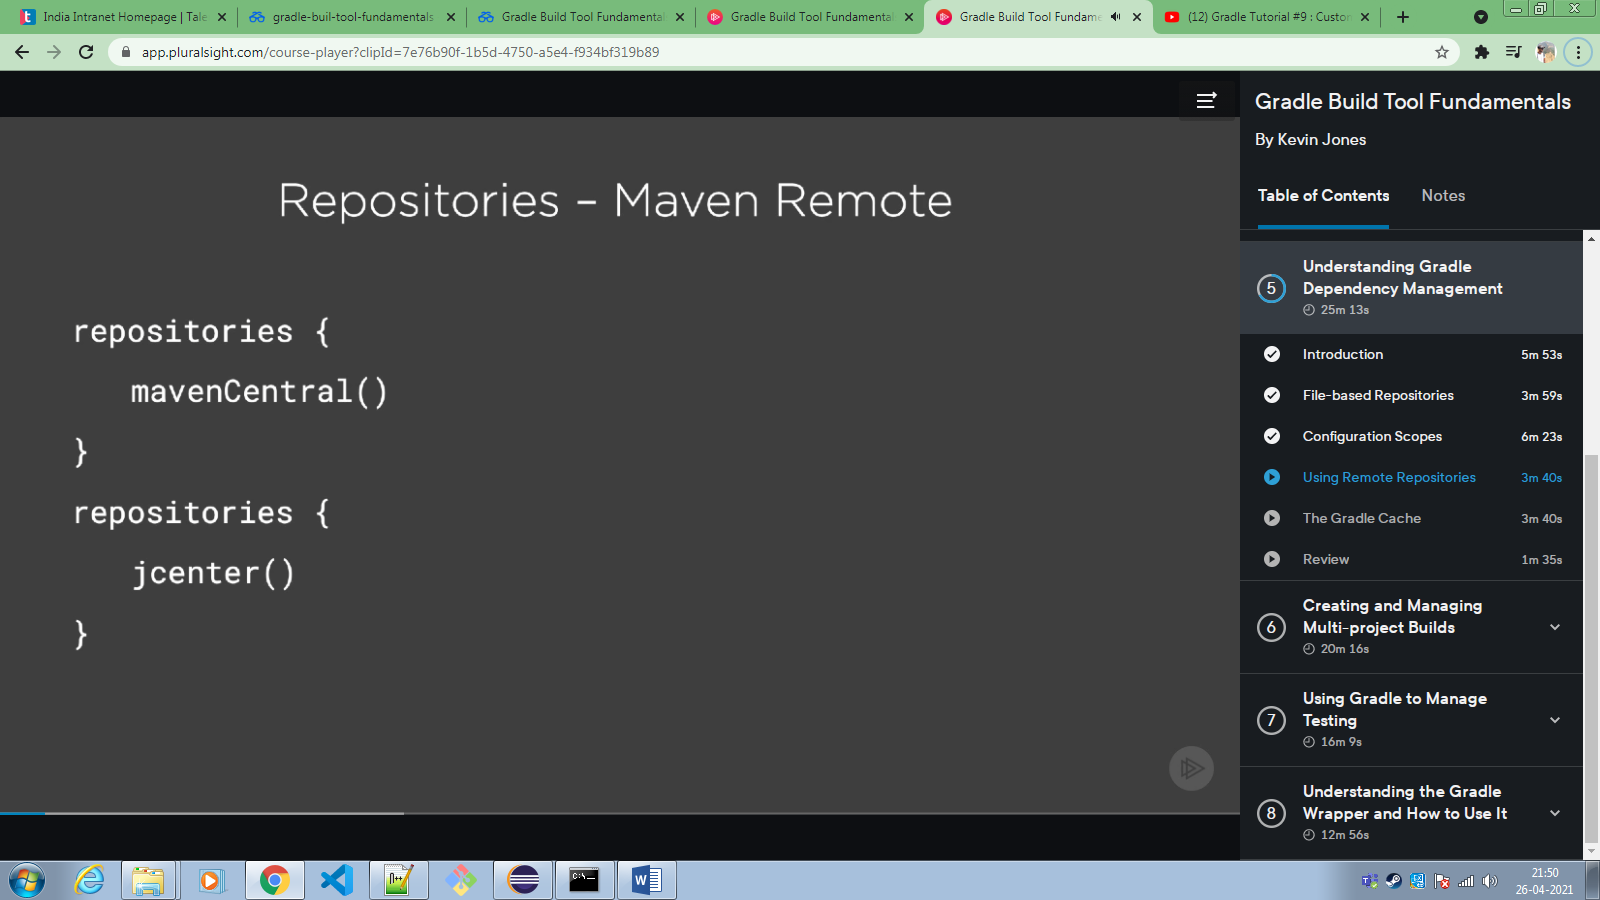 India Intranet Homepage | Tale
gradle-buil-tool-fundamentals
Gradle Build Tool Fundamental
Gradle Build Tool Fundamental
Gradle Build Tool Fundame
(12) Gradle Tutorial #9 : Custon
app.pluralsight.com/course-player?clipId=7e76b90f-1b5d-4750-a5e4-f934bf319b89
Repositories – Maven Remote
repositories {
mavenCentral()
}
repositories {
jcenter()
}
Gradle Build Tool Fundamentals
By Kevin Jones
Table of Contents
Notes
5
Understanding Gradle
Dependency Management
25m 13s
Introduction 5m 53s
File-based Repositories 3m 59s
Configuration Scopes 6m 23s
Using Remote Repositories 3m 40s
The Gradle Cache 3m 40s
Review 1m 35s
6
Creating and Managing
Multi-project Builds
20m 16s
7
Using Gradle to Manage
Testing
16m 9s
8
Understanding the Gradle
Wrapper and How to Use It
12m 56s
21:50
26-04-2021